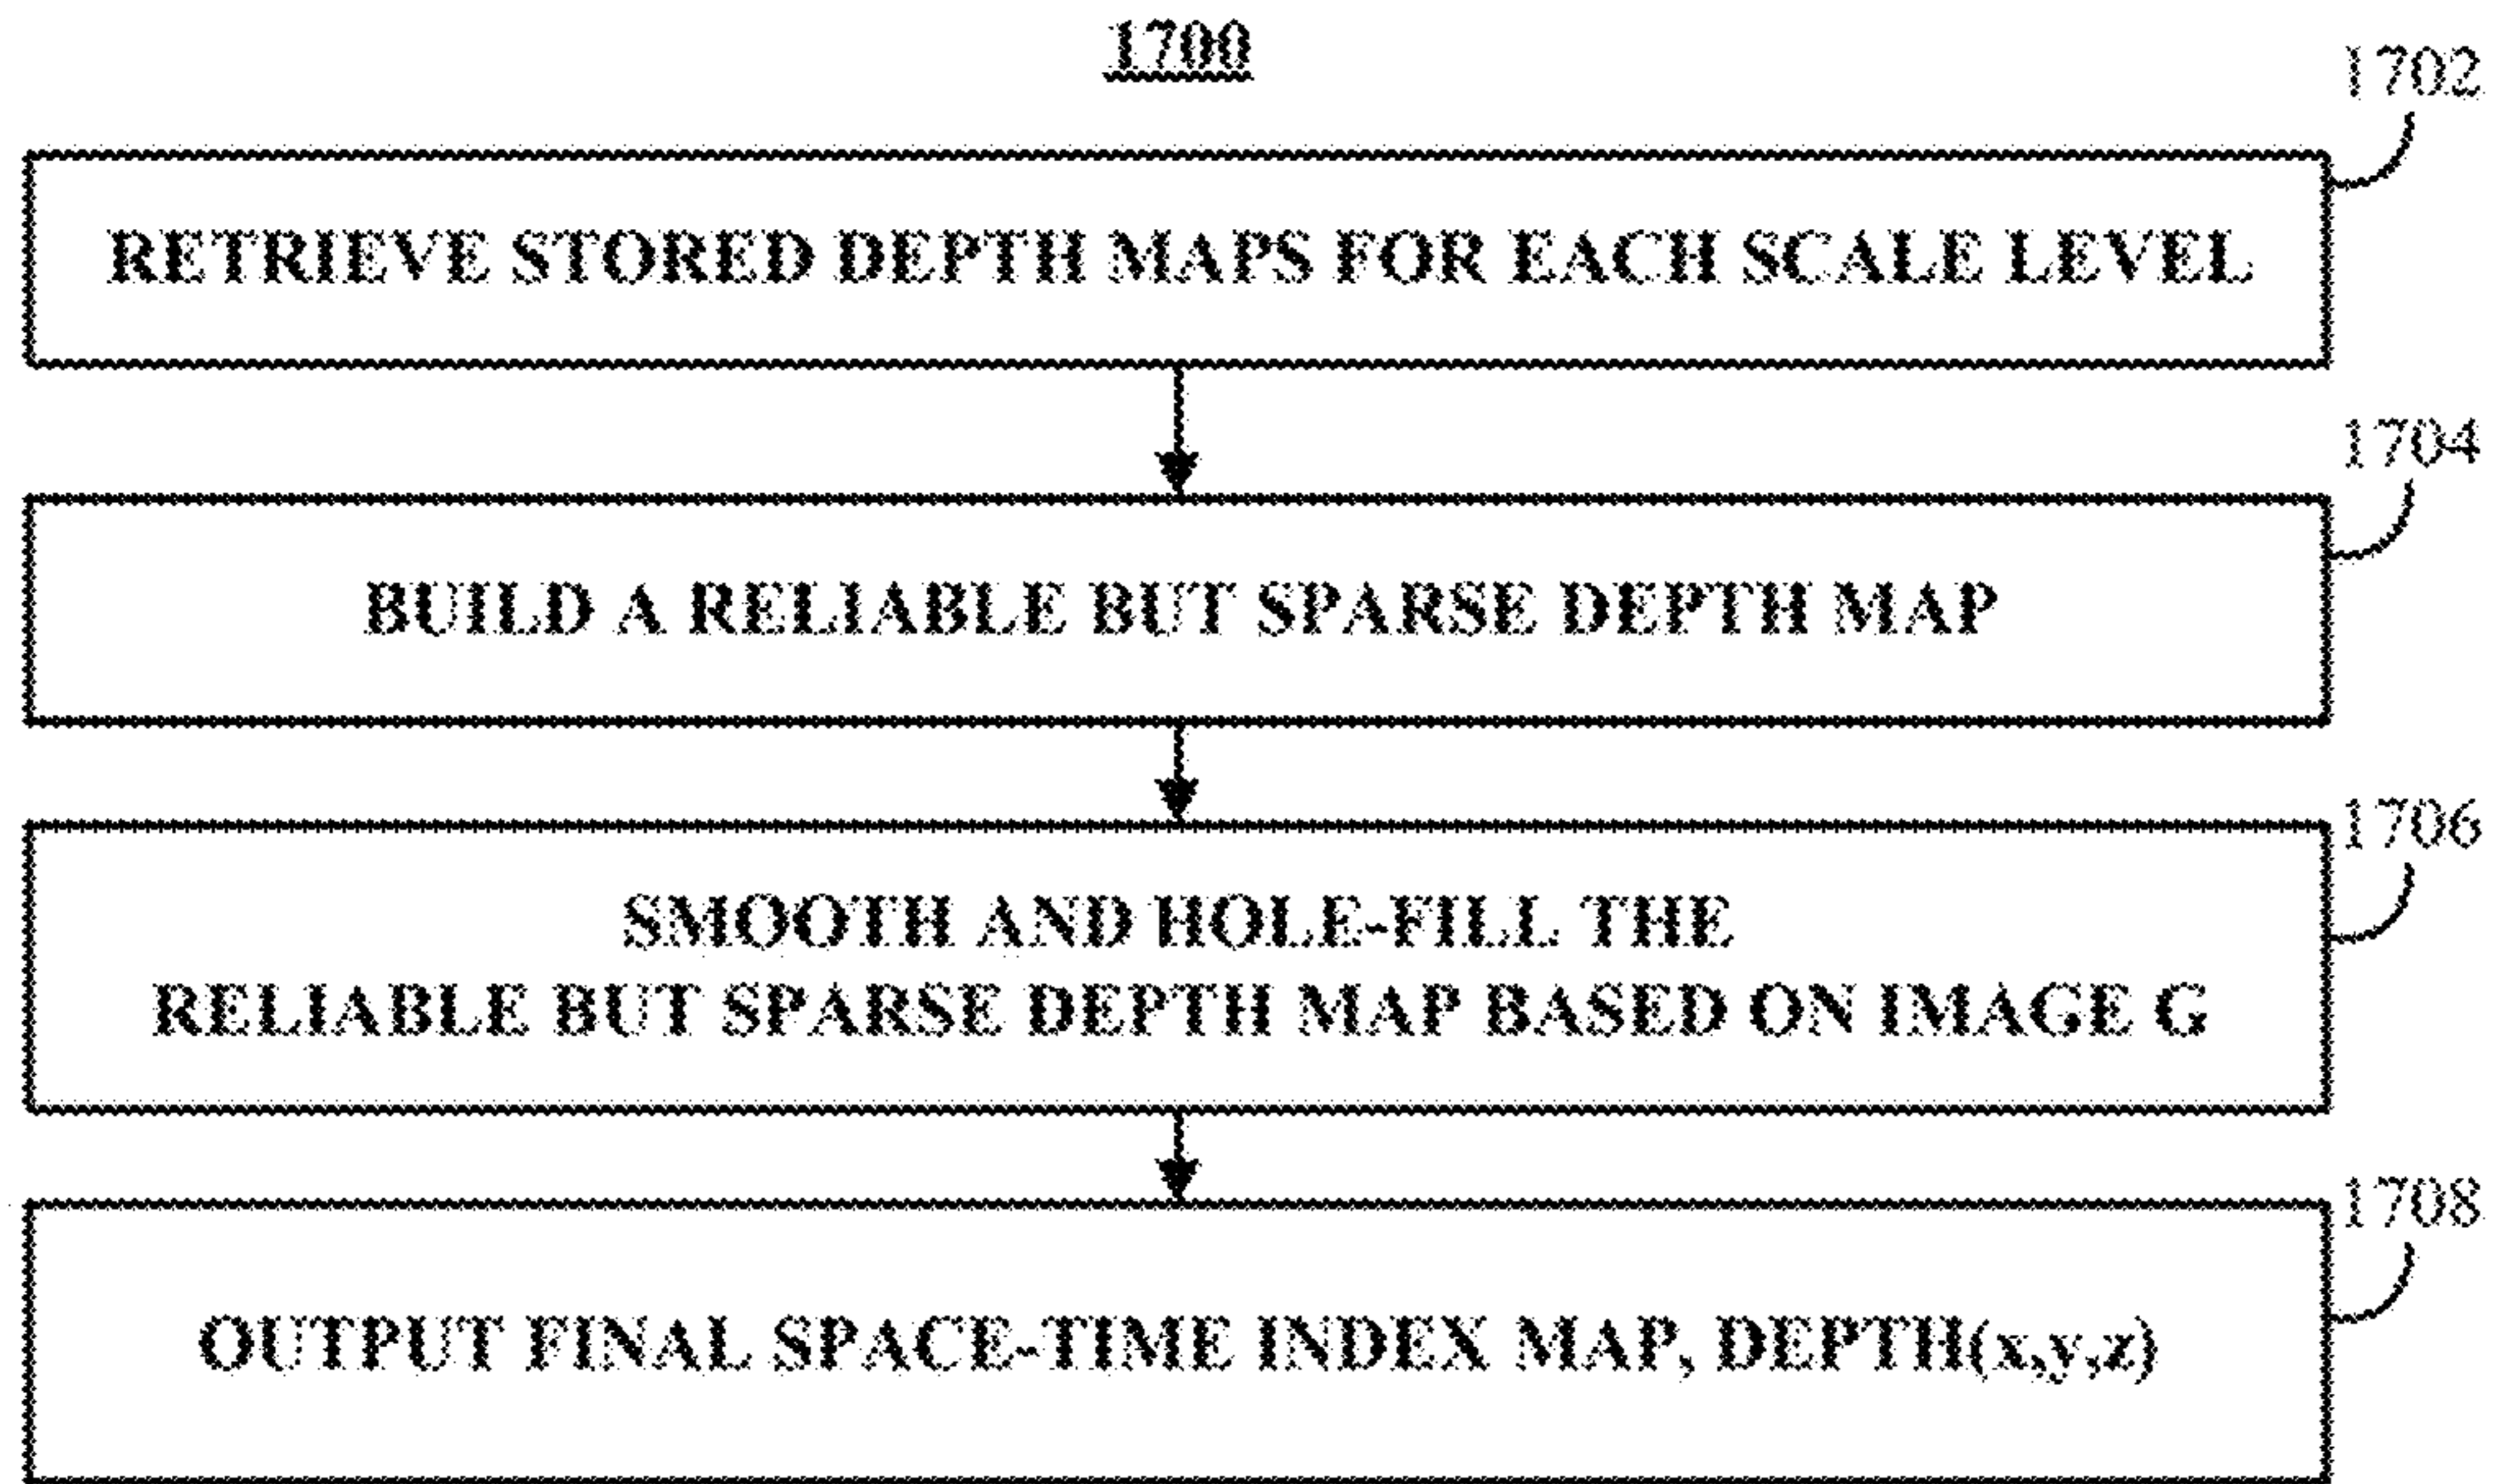 1700
1702
RETRIEVE STORED DEPTH MAPS FOR EACH SCALE LEVEL
1704
BUILD A RELIABLE BUT SPARSE DEPTH MAP
1706
SMOOTH AND HOLE-FILL THE
RELIABLE BUT SPARSE DEPTH MAP BASED ON IMAGE G
1708
OUTPUT FINAL SPACE-TIME INDEX MAP, DEPTH(x,y,z)